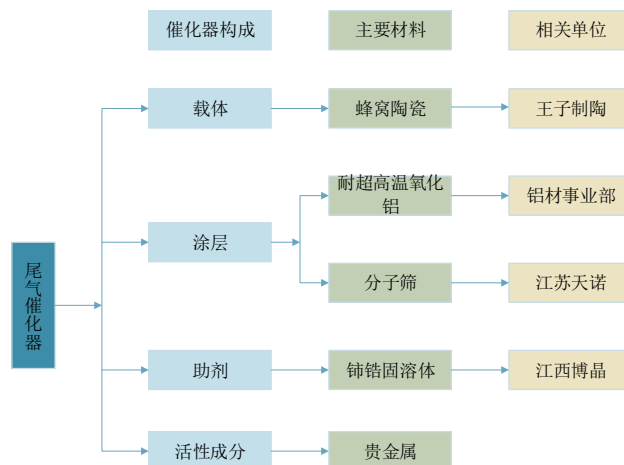 催化器构成
主要材料
相关单位
载体
蜂窝陶瓷
王子制陶
耐超高温氧化
铝
铝材事业部
涂层
尾气催化器
分子筛
江苏天诺
助剂
铈锆固溶体
江西博晶
活性成分
贵金属